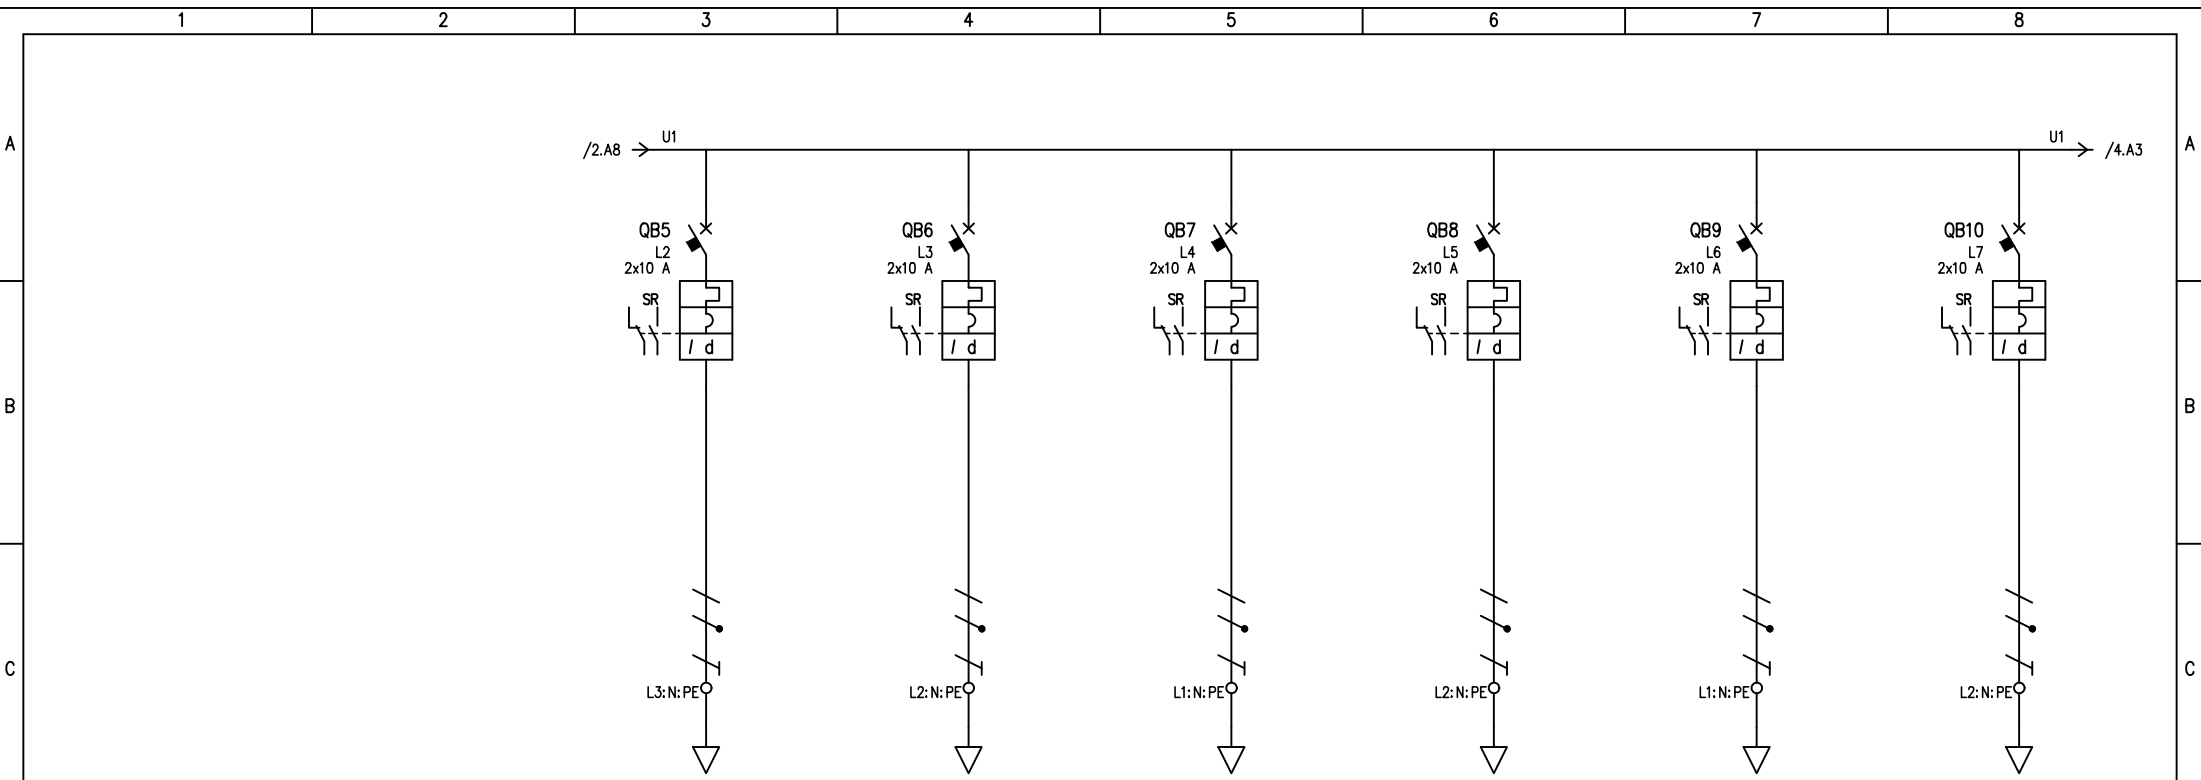 1 2 3 4 5 6 7 8
A A
/2.A8 U1 U1 /4.A3
QB5 QB6 QB7 QB8 QB9 QB10
L2 L3 L4 L5 L6 L7
2x10 A 2x10 A 2x10 A 2x10 A 2x10 A 2x10 A
SR SR SR SR SR SR
I d I d I d I d I d I d
B B
C C
L3:N:PE L2:N:PE L1:N:PE L2:N:PE L1:N:PE L2:N:PE